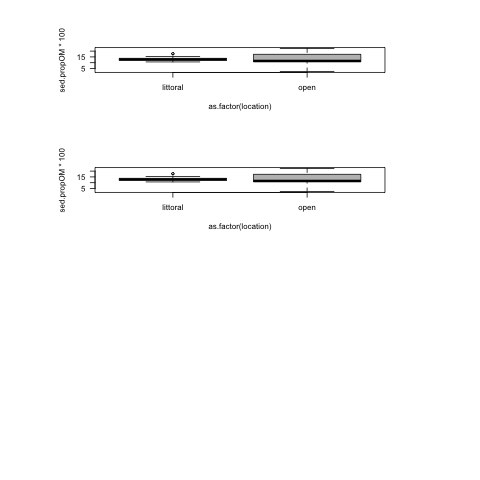 sed.propOM * 100
15
5
littoral
open
as.factor(location)
sed.propOM * 100
15
5
littoral
open
as.factor(location)